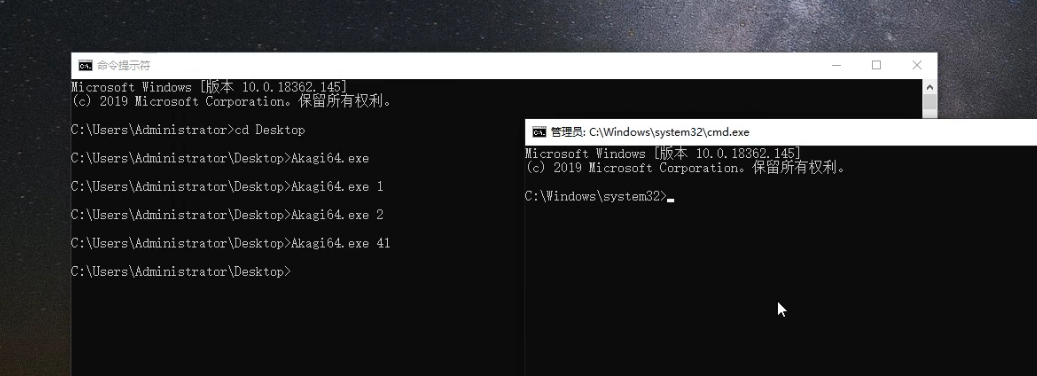 命令提示符
Microsoft Windows [版本 10.0.18362.145]
(c) 2019 Microsoft Corporation。保留所有权利。
C:\Users\Administrator>cd Desktop
C:\Users\Administrator\Desktop>Akagi64.exe
C:\Users\Administrator\Desktop>Akagi64.exe 1
C:\Users\Administrator\Desktop>Akagi64.exe 2
C:\Users\Administrator\Desktop>Akagi64.exe 41
C:\Users\Administrator\Desktop>
管理员: C:\Windows\system32\cmd.exe
Microsoft Windows [版本 10.0.18362.145]
(c) 2019 Microsoft Corporation。保留所有权利。
C:\Windows\system32>